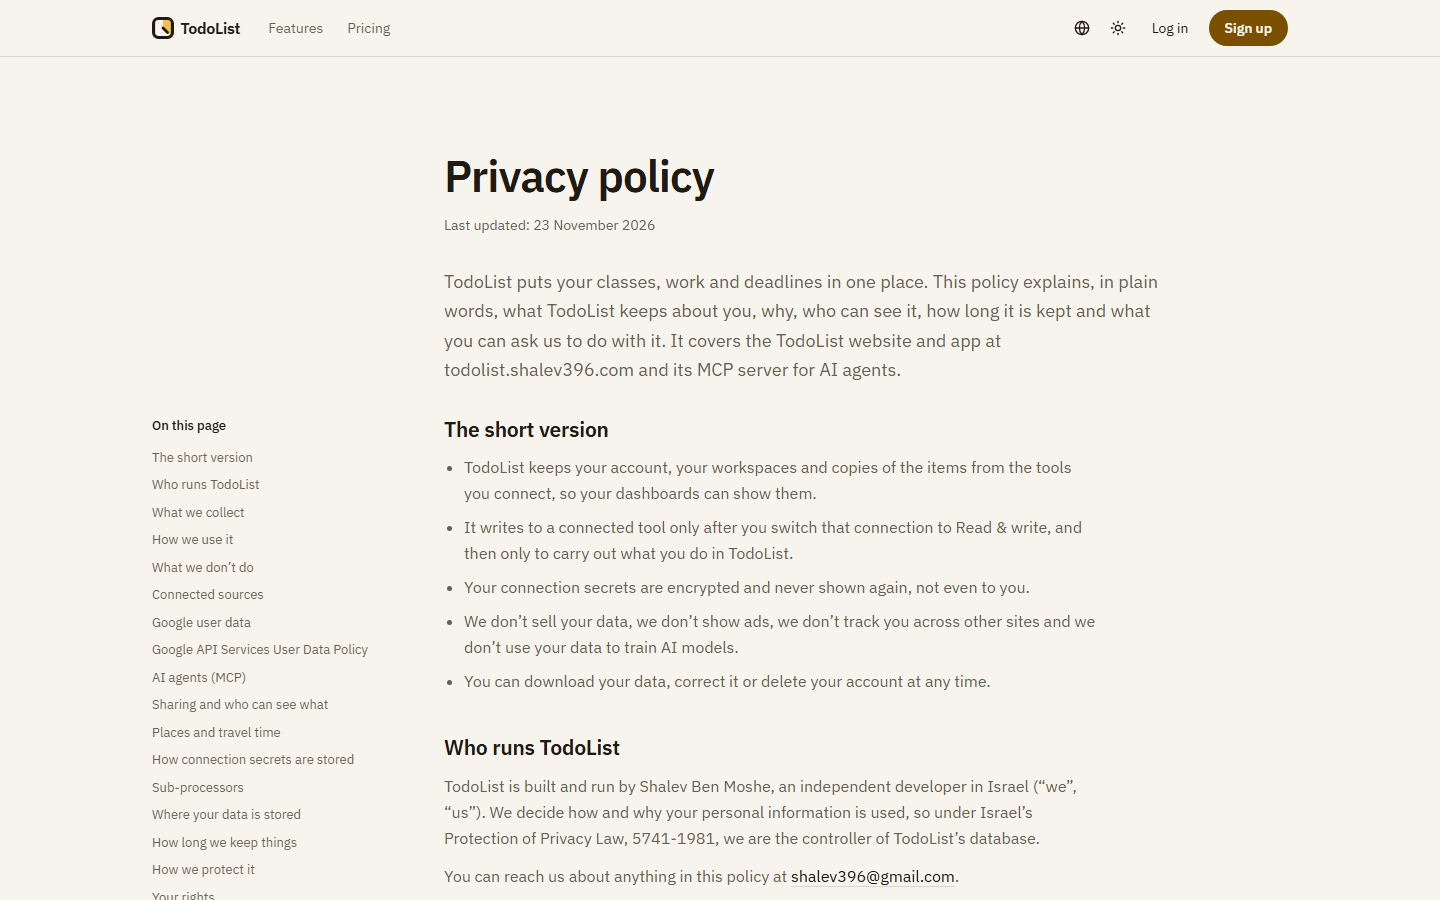 TodoList
Features
Pricing
Log in
Sign up
Privacy policy
Last updated: 23 November 2026
TodoList puts your classes, work and deadlines in one place. This policy explains, in plain
words, what TodoList keeps about you, why, who can see it, how long it is kept and what
you can ask us to do with it. It covers the TodoList website and app at
todolist.shalev396.com and its MCP server for AI agents.
On this page
The short version
Who runs TodoList
What we collect
How we use it
What we don’t do
Connected sources
Google user data
Google API Services User Data Policy
AI agents (MCP)
Sharing and who can see what
Places and travel time
How connection secrets are stored
Sub-processors
Where your data is stored
How long we keep things
How we protect it
Your rights
The short version
• TodoList keeps your account, your workspaces and copies of the items from the tools
you connect, so your dashboards can show them.
• It writes to a connected tool only after you switch that connection to Read & write, and
then only to carry out what you do in TodoList.
• Your connection secrets are encrypted and never shown again, not even to you.
• We don’t sell your data, we don’t show ads, we don’t track you across other sites and we
don’t use your data to train AI models.
• You can download your data, correct it or delete your account at any time.
Who runs TodoList
TodoList is built and run by Shalev Ben Moshe, an independent developer in Israel (“we”,
“us”). We decide how and why your personal information is used, so under Israel’s
Protection of Privacy Law, 5741-1981, we are the controller of TodoList’s database.
You can reach us about anything in this policy at shalev396@gmail.com.